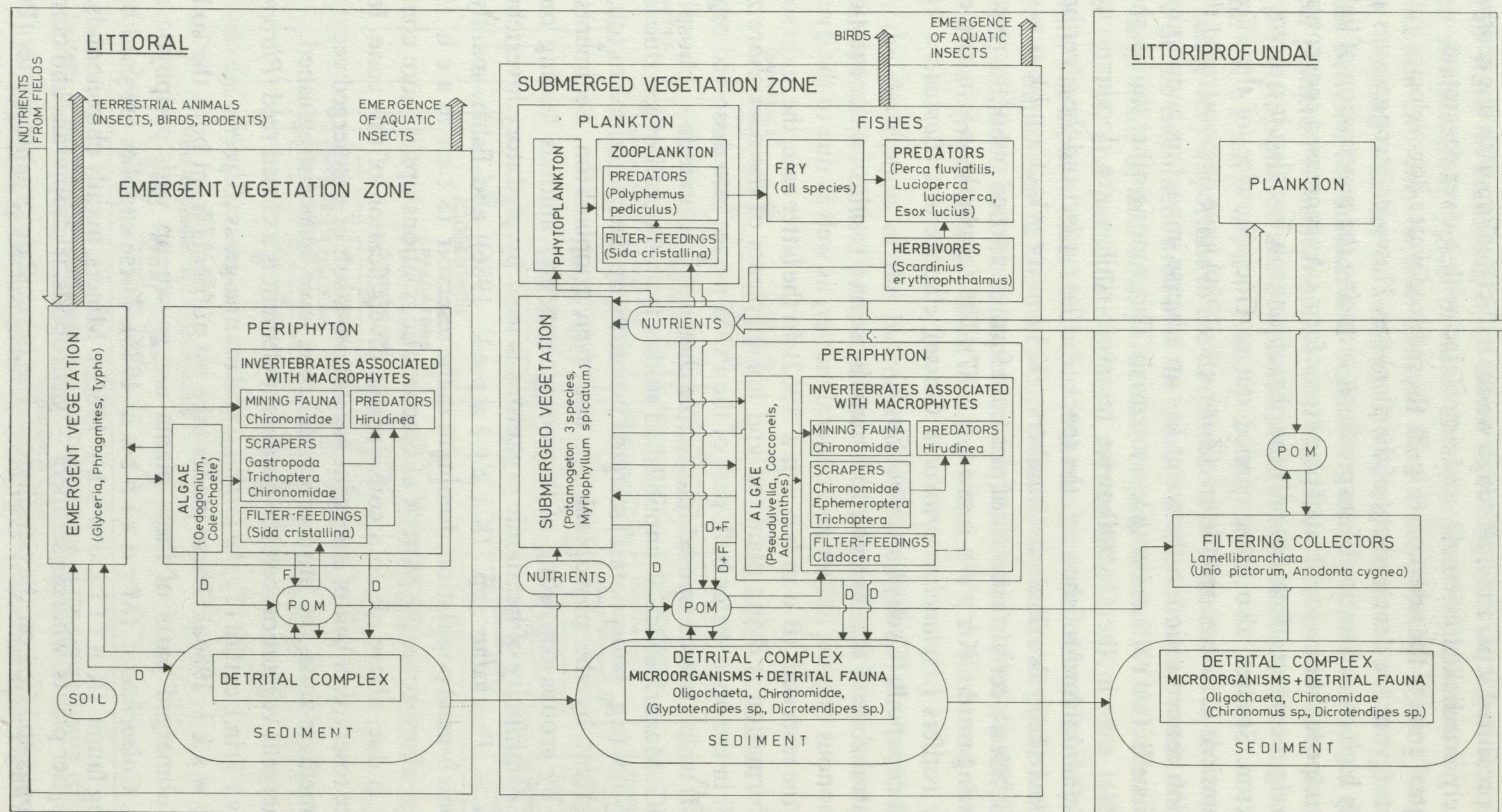 LITTORAL
NUTRIENTS
FROM FIELDS
TERRESTRIAL ANIMALS
(INSECTS, BIRDS, RODENTS)
EMERGENCE
OF AQUATIC
INSECTS
EMERGENT VEGETATION ZONE
EMERGENT VEGETATION
(Glyceria, Phragmites, Typha)
PERIPHYTON
INVERTEBRATES ASSOCIATED
WITH MACROPHYTES
MINING FAUNA
Chironomidae
PREDATORS
Hirudinea
SCRAPERS
Gastropoda
Trichoptera
Chironomidae
ALGAE
(Oedogonium,
Coleochaete)
FILTER-FEEDINGS
(Sida cristallina)
D
F
D
POM
D
SOIL
DETRITAL COMPLEX
SEDIMENT
BIRDS
EMERGENCE
OF AQUATIC
INSECTS
SUBMERGED VEGETATION ZONE
PLANKTON
PHYTOPLANKTON
ZOOPLANKTON
PREDATORS
(Polyphemus
pediculus)
FILTER-FEEDINGS
(Sida cristallina)
FISHES
FRY
(all species)
PREDATORS
(Perca fluviatilis,
Lucioperca
lucioperca,
Esox lucius)
HERBIVORES
(Scardinius
erythrophthalmus)
NUTRIENTS
SUBMERGED VEGETATION
(Potamogeton 3 species,
Myriophyllum spicatum)
PERIPHYTON
INVERTEBRATES ASSOCIATED
WITH MACROPHYTES
MINING FAUNA
Chironomidae
PREDATORS
Hirudinea
SCRAPERS
Chironomidae
Ephemeroptera
Trichoptera
ALGAE
(Pseudulvella, Cocconeis,
Achnanthes)
FILTER-FEEDINGS
Cladocera
D+F
D+F
NUTRIENTS
D
POM
D
D
DETRITAL COMPLEX
MICROORGANISMS + DETRITAL FAUNA
Oligochaeta, Chironomidae,
(Glyptotendipes sp., Dicrotendipes sp.)
SEDIMENT
LITTORIPROFUNDAL
PLANKTON
POM
FILTERING COLLECTORS
Lamellibranchiata
(Unio pictorum, Anodonta cygnea)
DETRITAL COMPLEX
MICROORGANISMS + DETRITAL FAUNA
Oligochaeta, Chironomidae
(Chironomus sp., Dicrotendipes sp.)
SEDIMENT